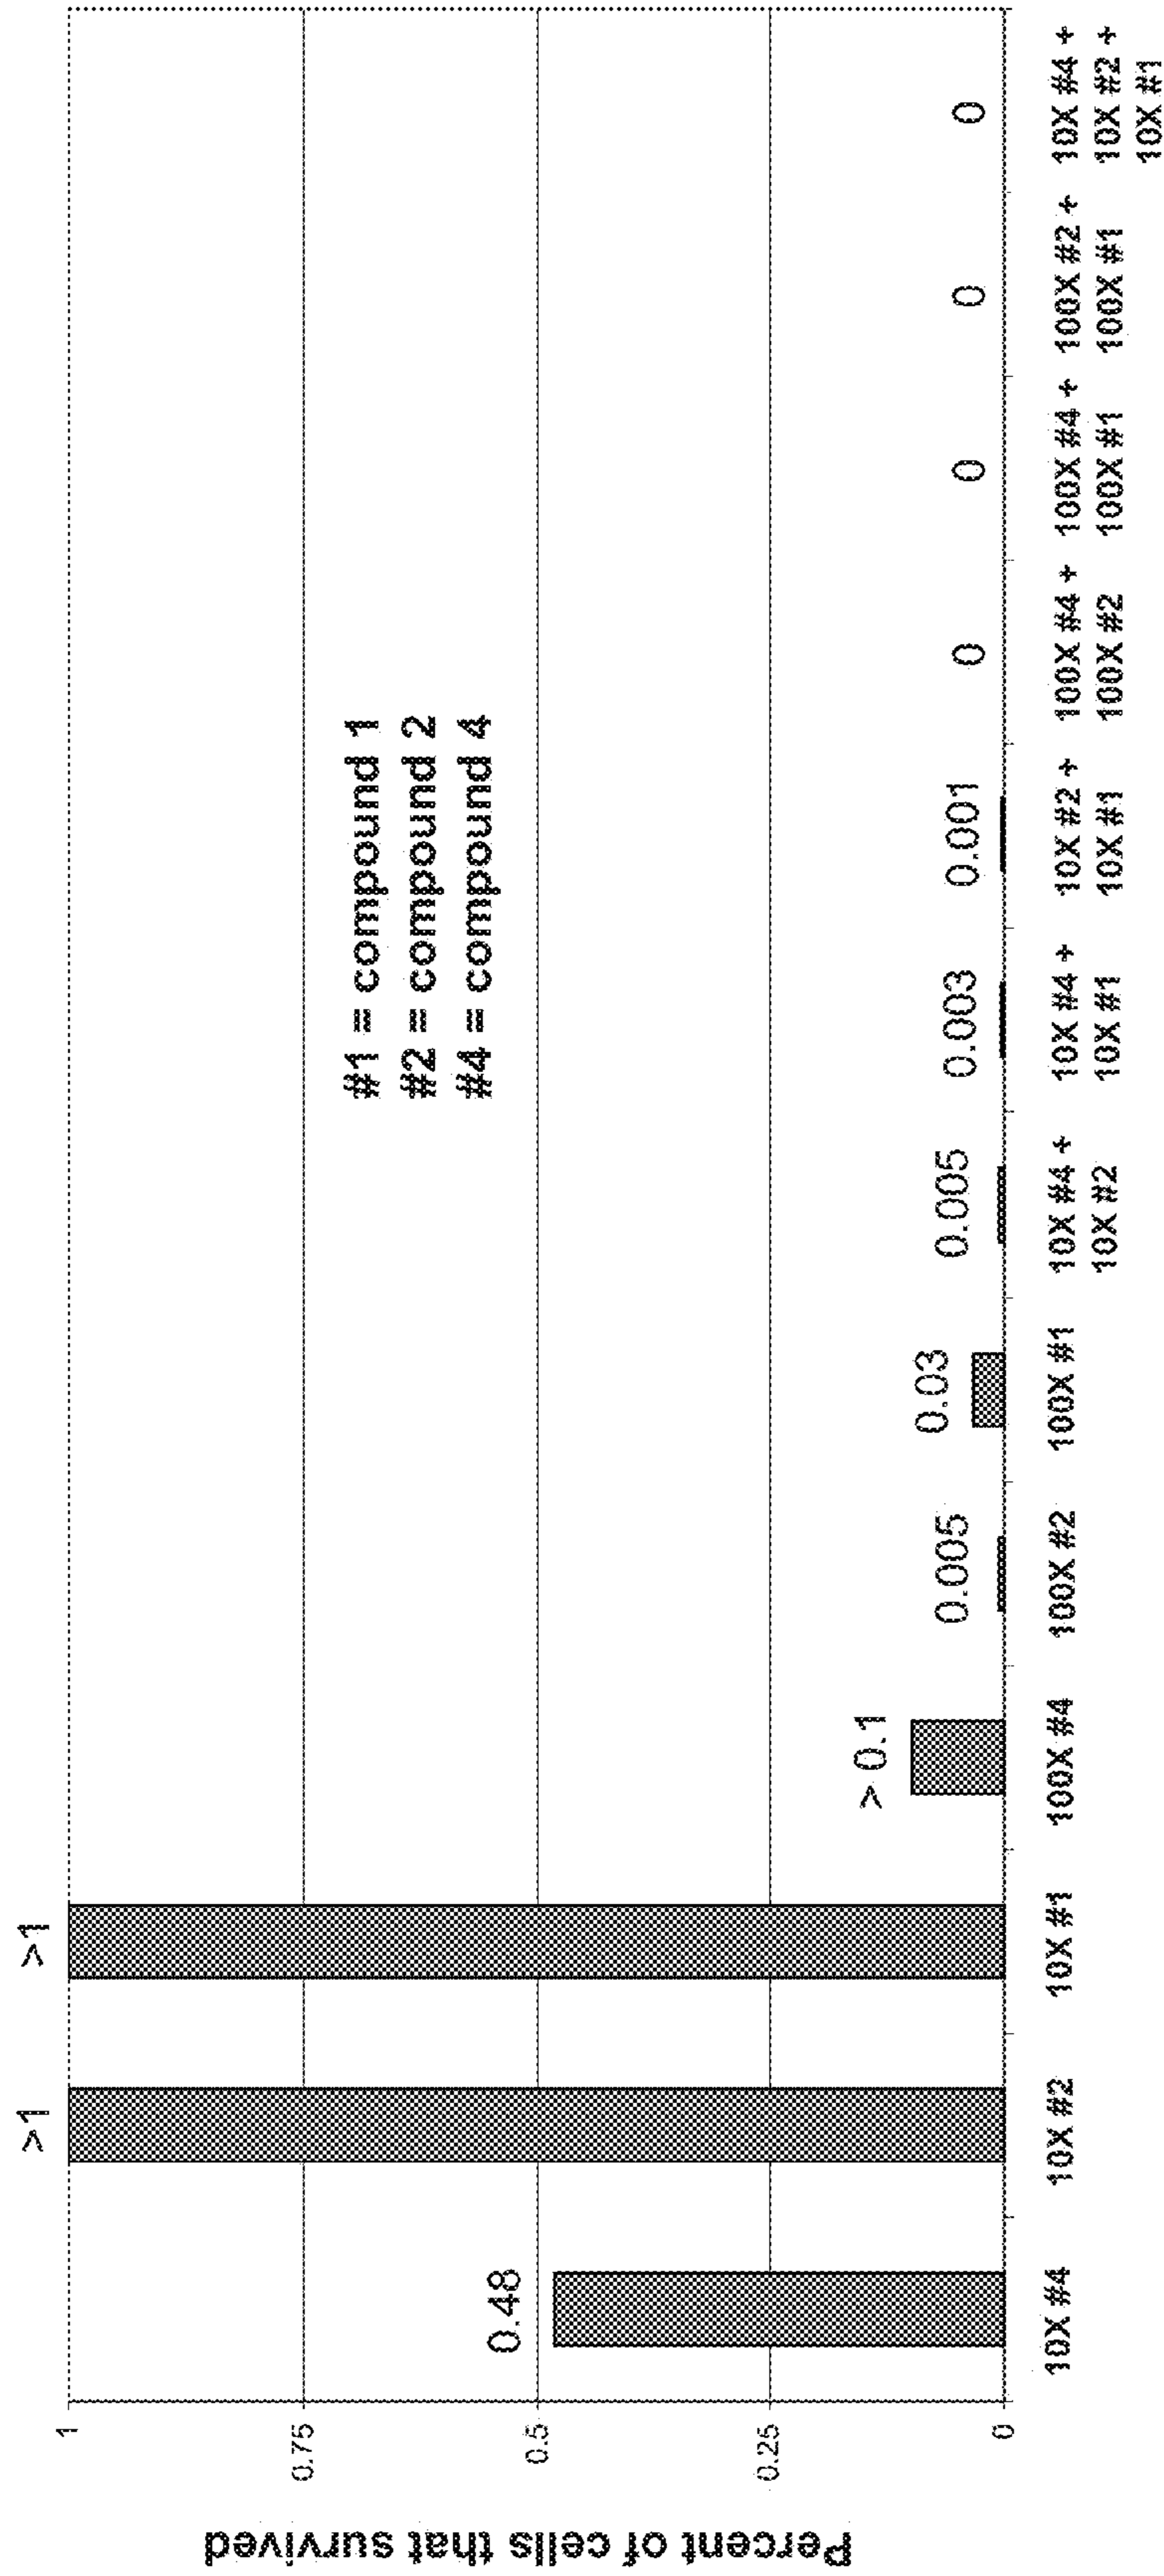 Percent of cells that survived
1
0.75
0.5
0.25
0
0.48
>1
>1
> 0.1
0.005
0.03
0.005
0.003
0.001
0
0
0
0
#1 = compound 1
#2 = compound 2
#4 = compound 4
10X #4
10X #2
10X #1
100X #4
100X #2
100X #1
10X #4 +
10X #2
10X #4 +
10X #1
10X #2 +
10X #1
100X #4 +
100X #2
100X #4 +
100X #1
100X #2 +
100X #1
10X #4 +
10X #2 +
10X #1